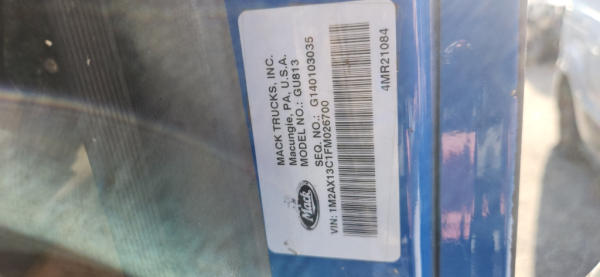 MACK TRUCKS, INC.
Macungie, PA, U.S.A.
MODEL NO.: GU813
SEQ. NO.: G140103035
Mack
VIN: 1M2AX13C1FM026700
4MR21084